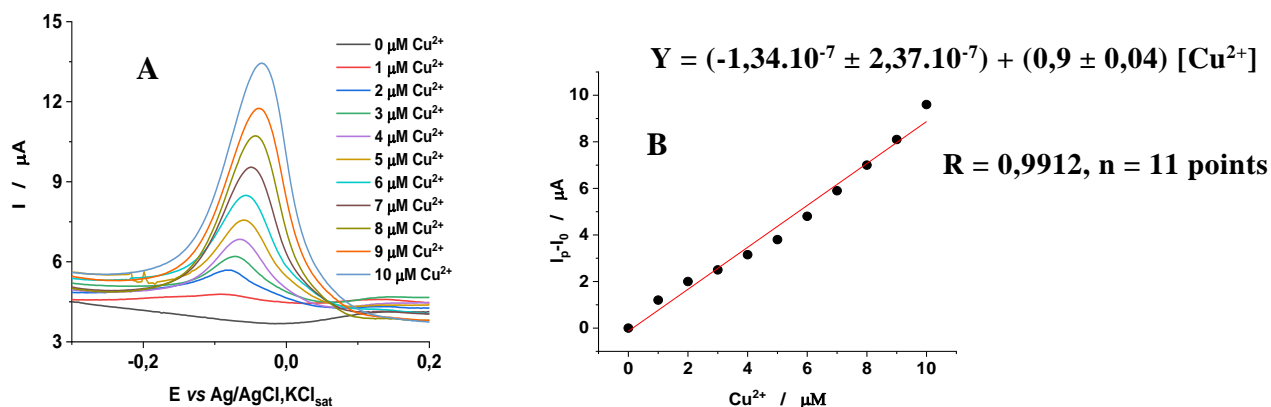 A
I / μA
15
12
9
6
3
-0,2
0,0
0,2
E vs Ag/AgCl,KCl_sat
0 μM Cu²⁺
1 μM Cu²⁺
2 μM Cu²⁺
3 μM Cu²⁺
4 μM Cu²⁺
5 μM Cu²⁺
6 μM Cu²⁺
7 μM Cu²⁺
8 μM Cu²⁺
9 μM Cu²⁺
10 μM Cu²⁺
Y = (-1,34.10⁻⁷ ± 2,37.10⁻⁷) + (0,9 ± 0,04) [Cu²⁺]
B
R = 0,9912, n = 11 points
I_p-I_0 / μA
10
8
6
4
2
0
0
2
4
6
8
10
Cu²⁺ / μM